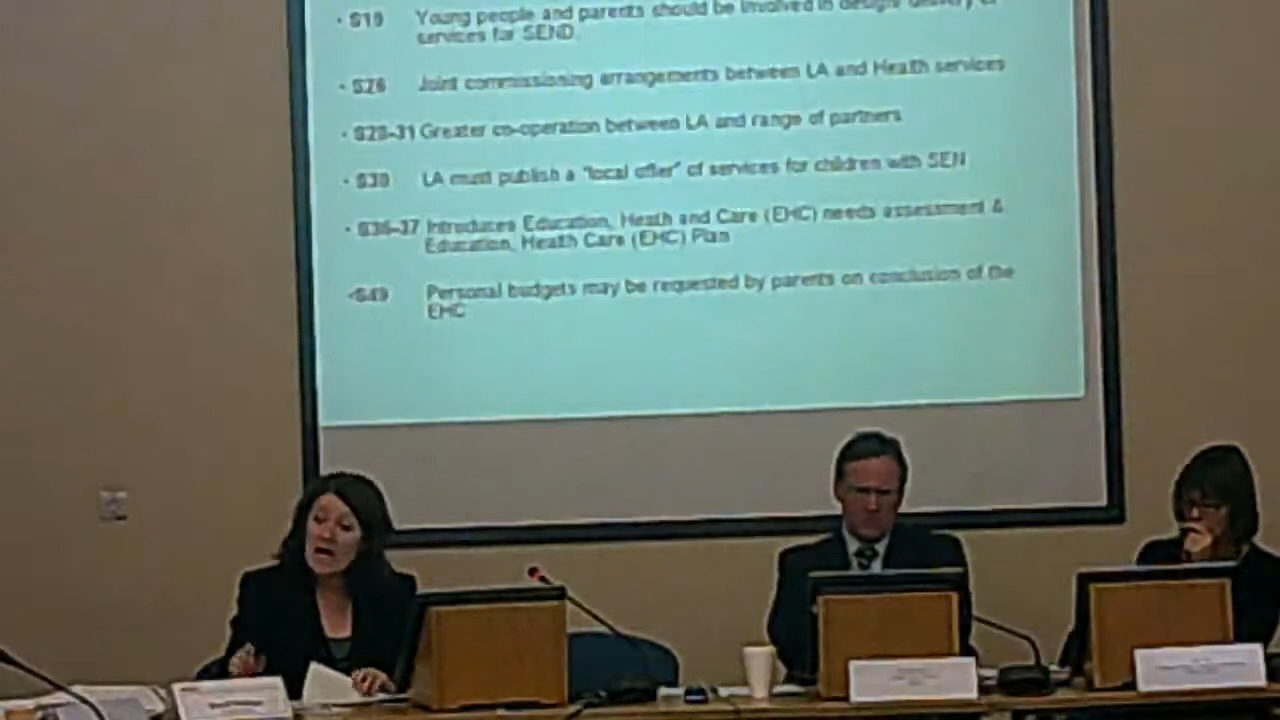 • S19 Young people and parents should be involved in design/ delivery of
services for SEND.
• S26 Joint commissioning arrangements between LA and Health services
• S28-31 Greater co-operation between LA and range of partners
• S30 LA must publish a "local offer" of services for children with SEN
• S36-37 Introduces Education, Heath and Care (EHC) needs assessment &
Education, Heath Care (EHC) Plan
•S49 Personal budgets may be requested by parents on conclusion of the
EHC